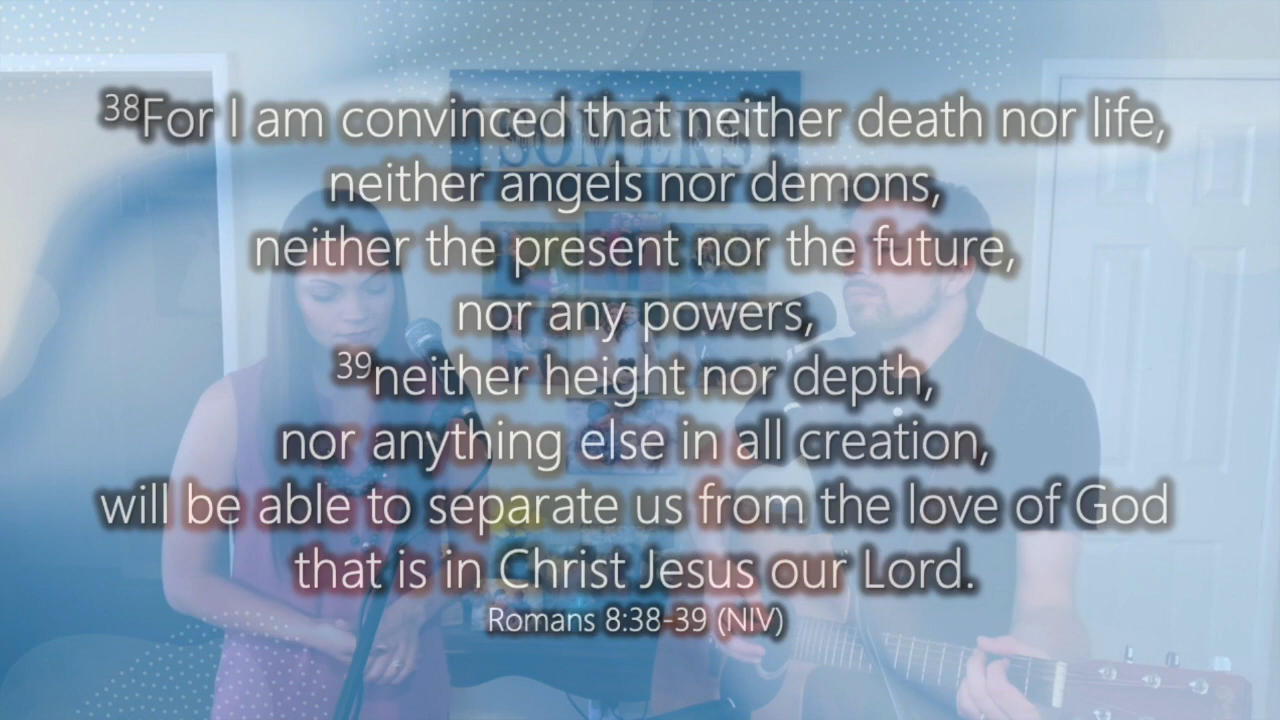 SOMERS
³⁸For I am convinced that neither death nor life,
neither angels nor demons,
neither the present nor the future,
nor any powers,
³⁹neither height nor depth,
nor anything else in all creation,
will be able to separate us from the love of God
that is in Christ Jesus our Lord.
Romans 8:38-39 (NIV)